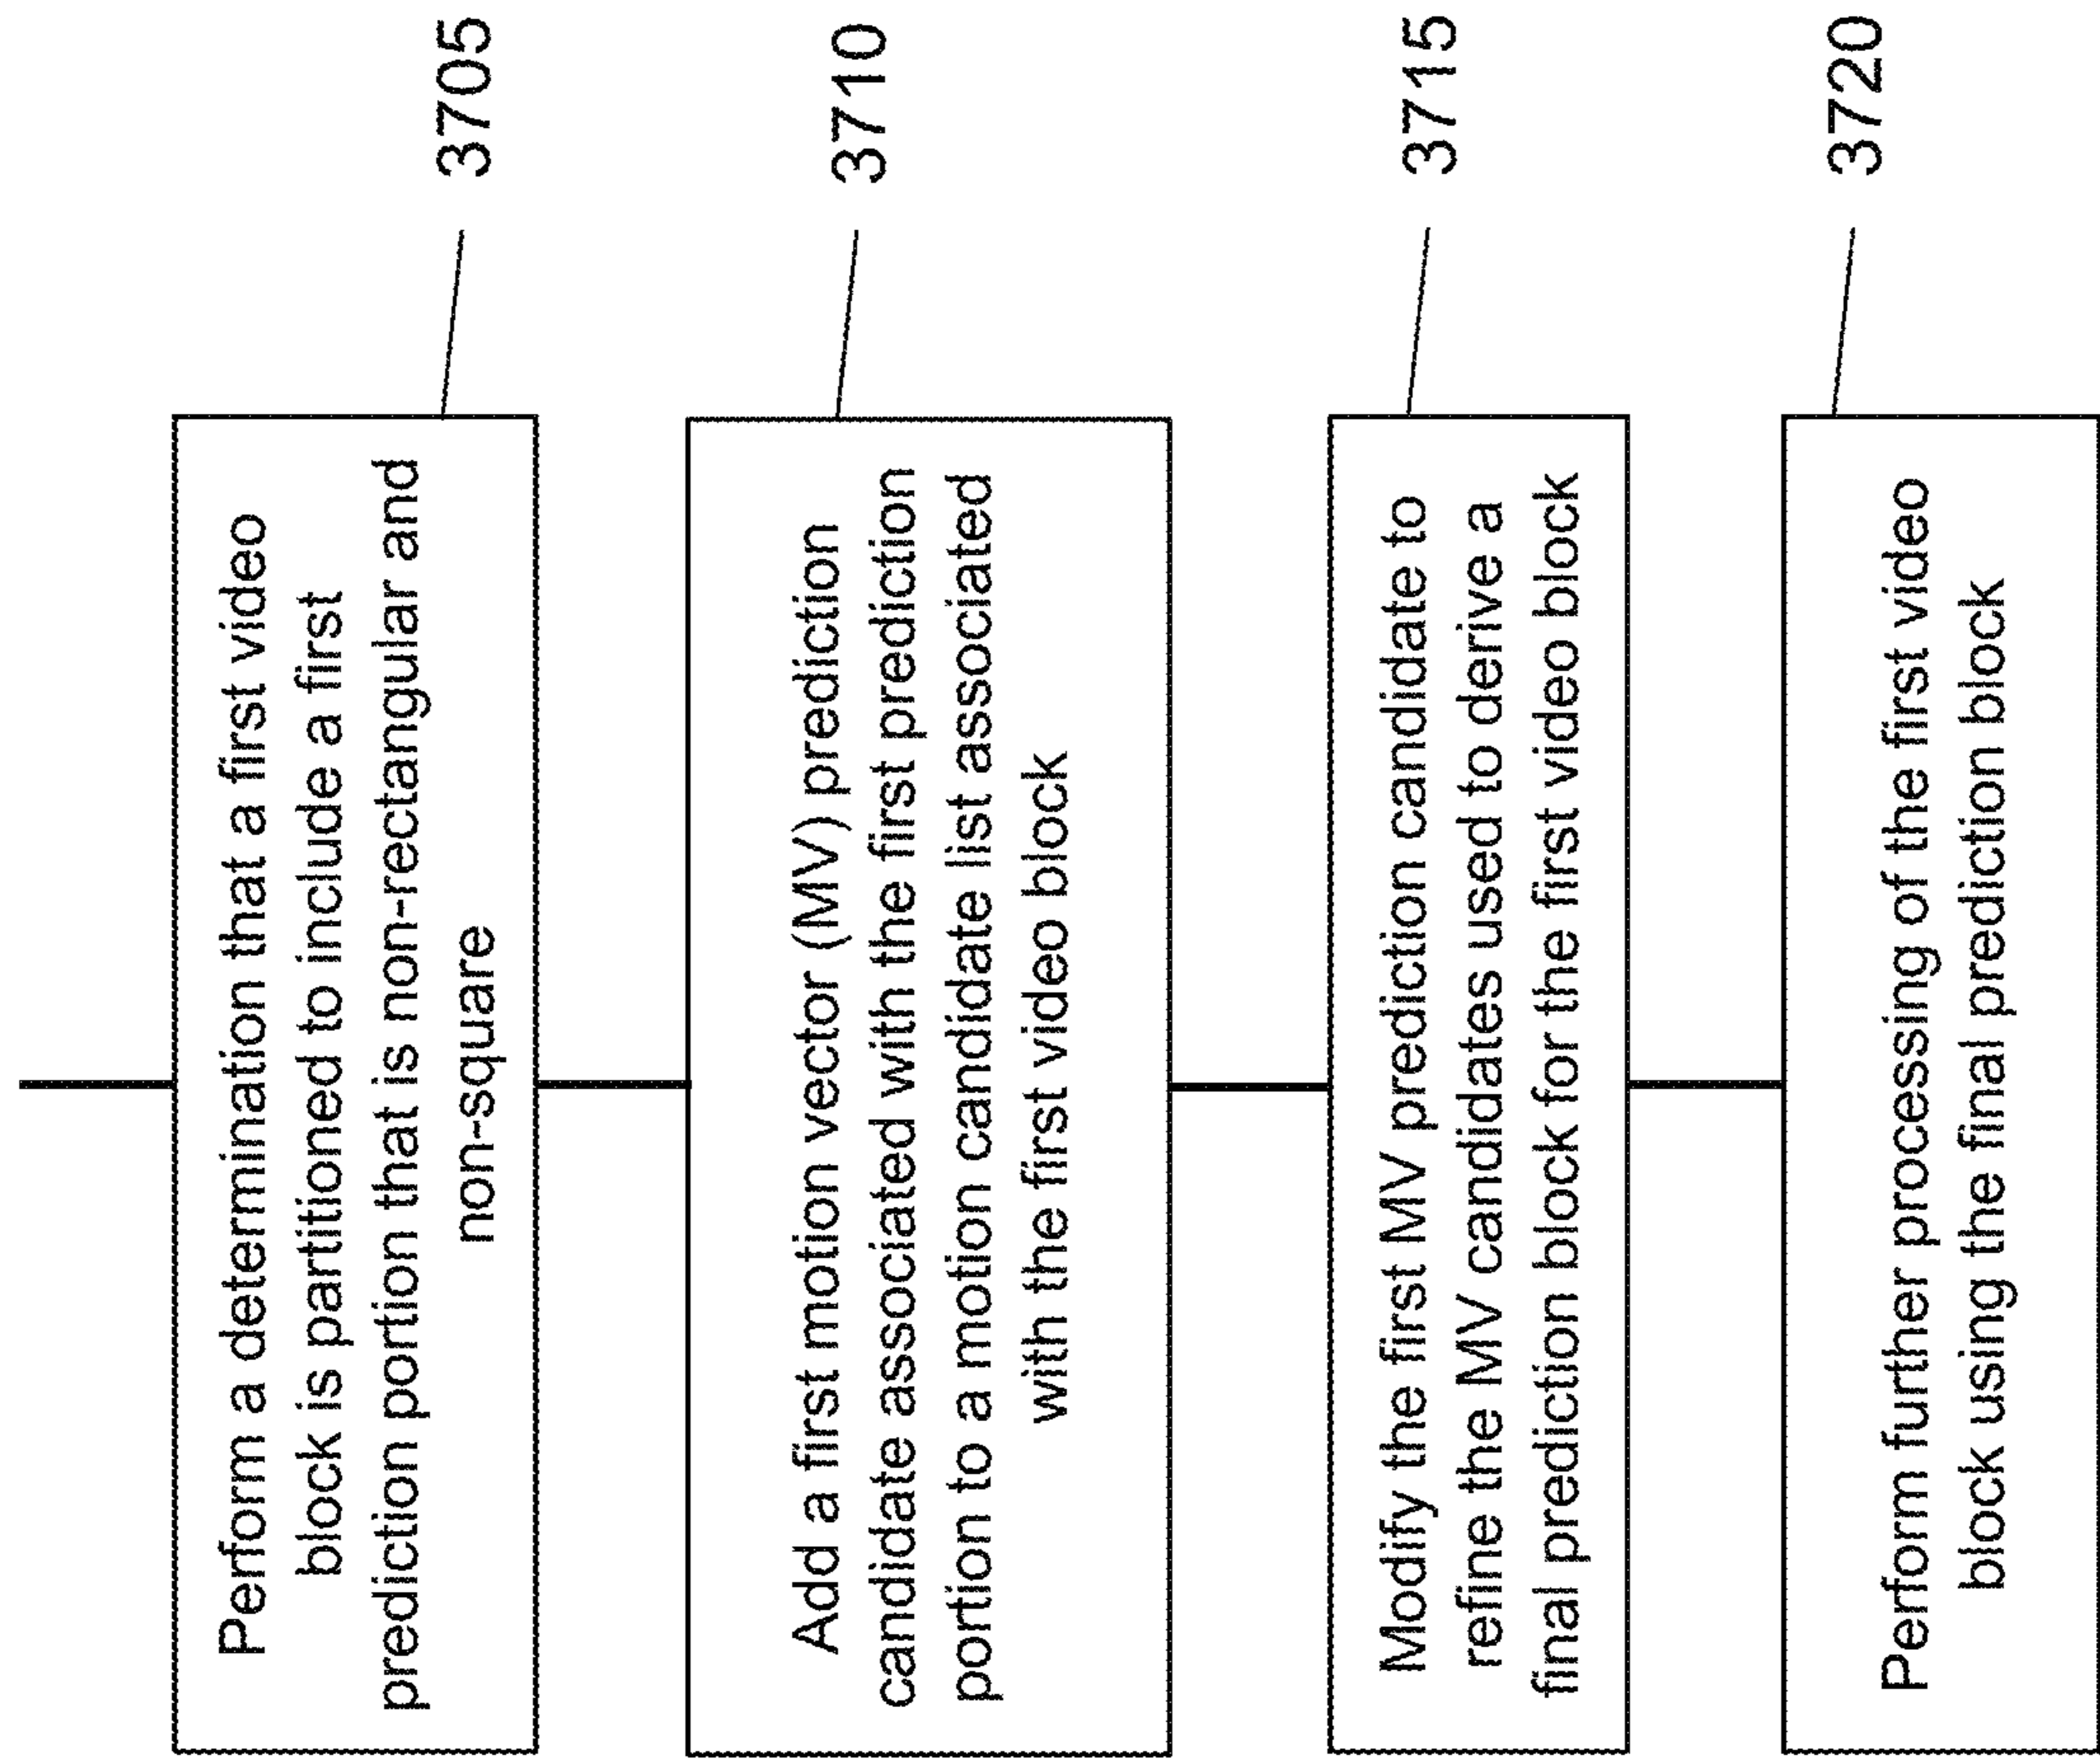 Perform a determination that a first video
block is partitioned to include a first
prediction portion that is non-rectangular and
non-square
3705
Add a first motion vector (MV) prediction
candidate associated with the first prediction
portion to a motion candidate list associated
with the first video block
3710
Modify the first MV prediction candidate to
refine the MV candidates used to derive a
final prediction block for the first video block
3715
Perform further processing of the first video
block using the final prediction block
3720